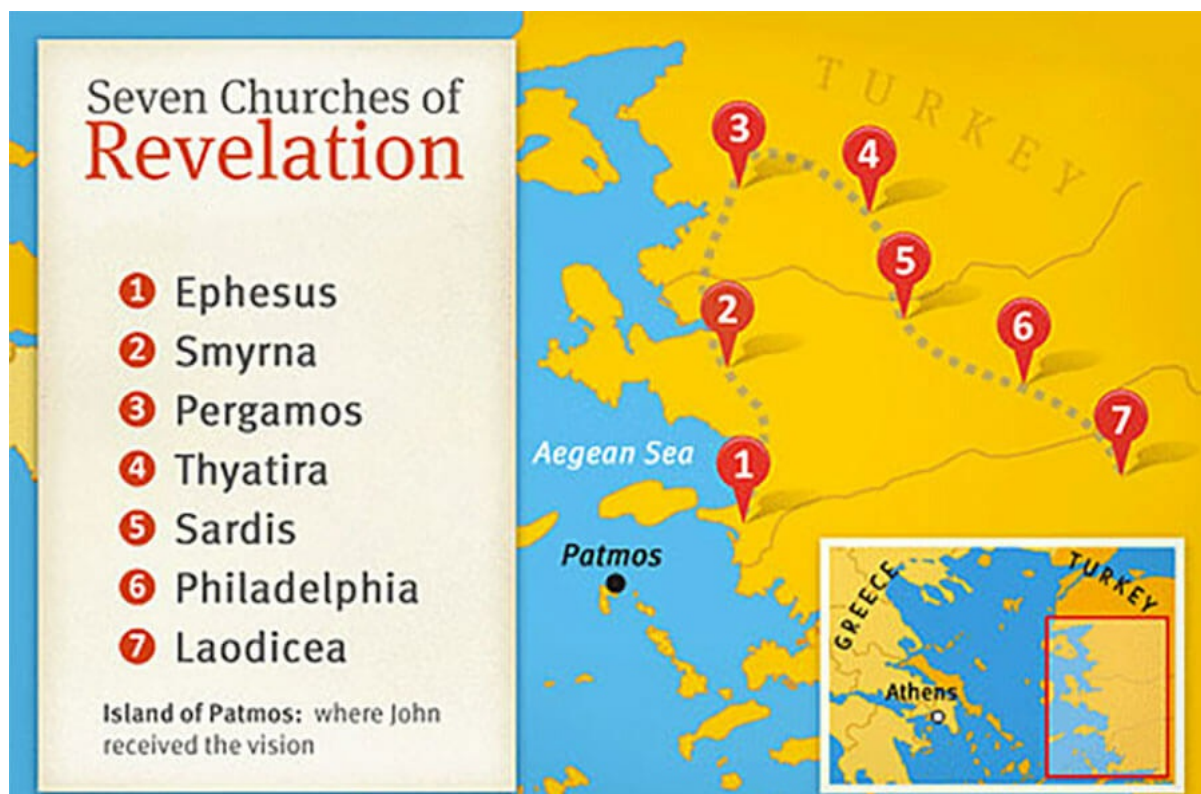 Seven Churches of
Revelation
1 Ephesus
2 Smyrna
3 Pergamos
4 Thyatira
5 Sardis
6 Philadelphia
7 Laodicea
Island of Patmos: where John
received the vision
TURKEY
3
4
5
2
6
7
1
Aegean Sea
Patmos
GREECE
TURKEY
Athens